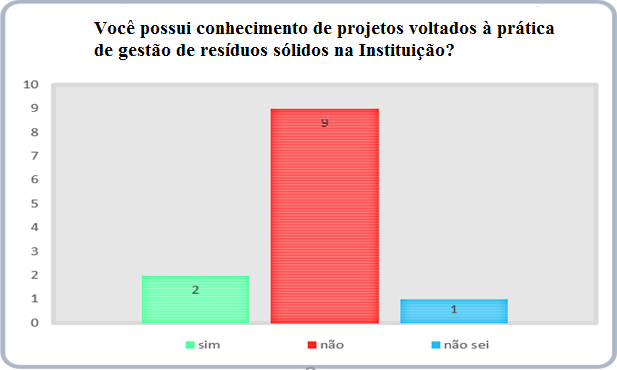 Você possui conhecimento de projetos voltados à prática
de gestão de resíduos sólidos na Instituição?
10
9
8
7
6
5
4
3
2
1
0
2
9
1
sim
não
não sei